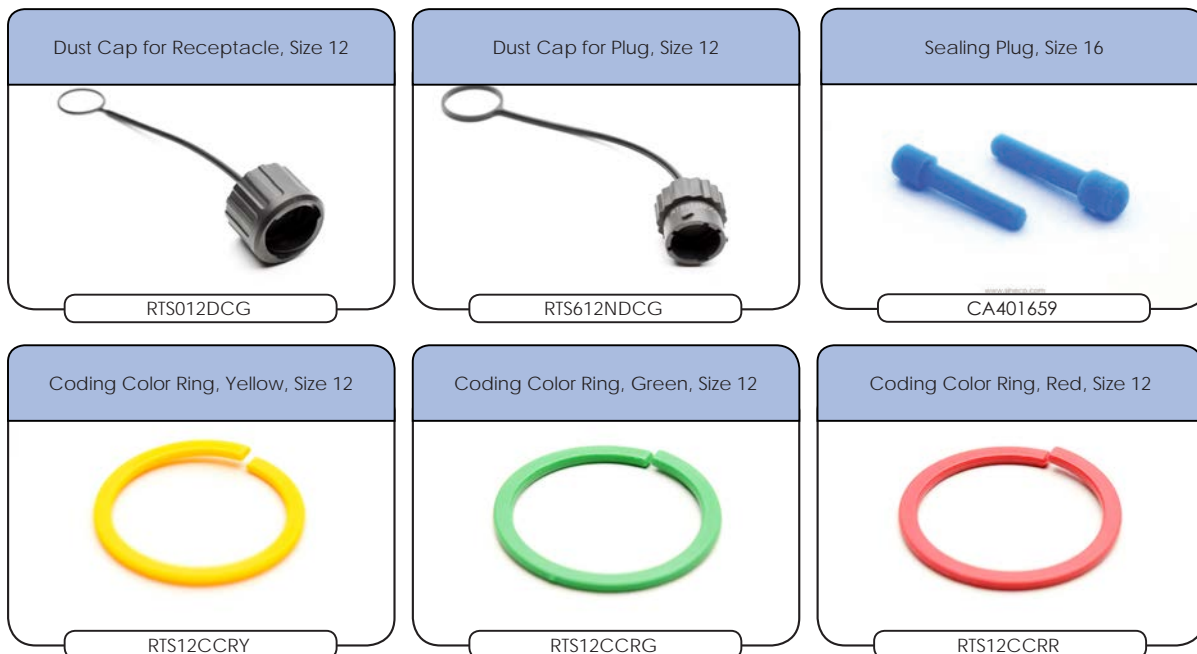 Dust Cap for Receptacle, Size 12
Dust Cap for Plug, Size 12
Sealing Plug, Size 16
RTS012DCG
RTS612NDCG
CA401659
Coding Color Ring, Yellow, Size 12
Coding Color Ring, Green, Size 12
Coding Color Ring, Red, Size 12
RTS12CCRY
RTS12CCRG
RTS12CCRR